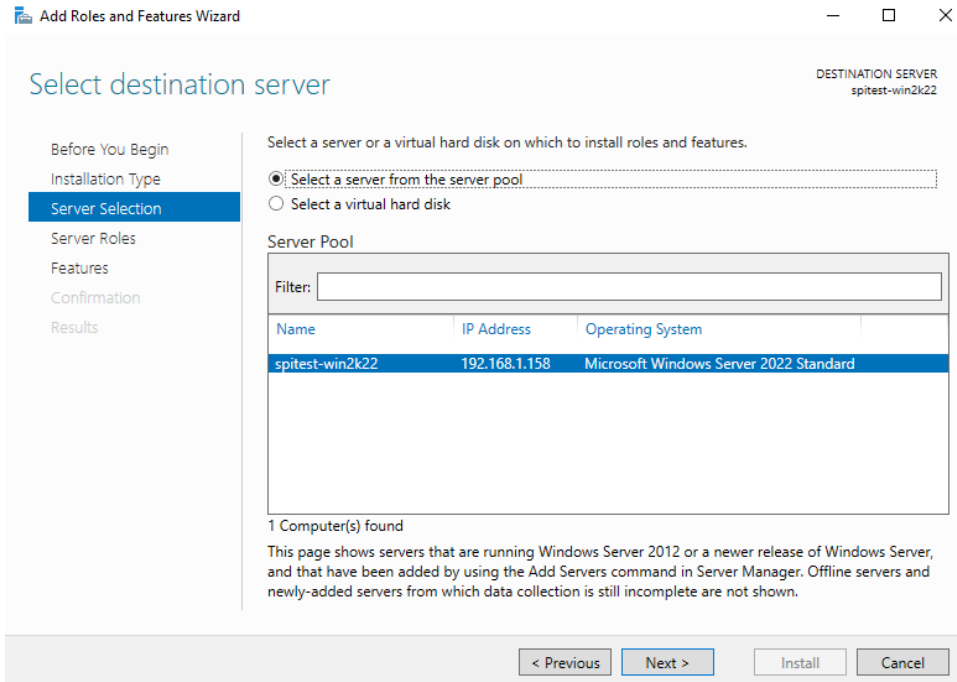 Add Roles and Features Wizard
Select destination server
DESTINATION SERVER
spitest-win2k22
Before You Begin
Installation Type
Server Selection
Server Roles
Features
Confirmation
Results
Select a server or a virtual hard disk on which to install roles and features.
Select a server from the server pool
Select a virtual hard disk
Server Pool
Filter:
Name IP Address Operating System
spitest-win2k22 192.168.1.158 Microsoft Windows Server 2022 Standard
1 Computer(s) found
This page shows servers that are running Windows Server 2012 or a newer release of Windows Server,
and that have been added by using the Add Servers command in Server Manager. Offline servers and
newly-added servers from which data collection is still incomplete are not shown.
< Previous Next > Install Cancel